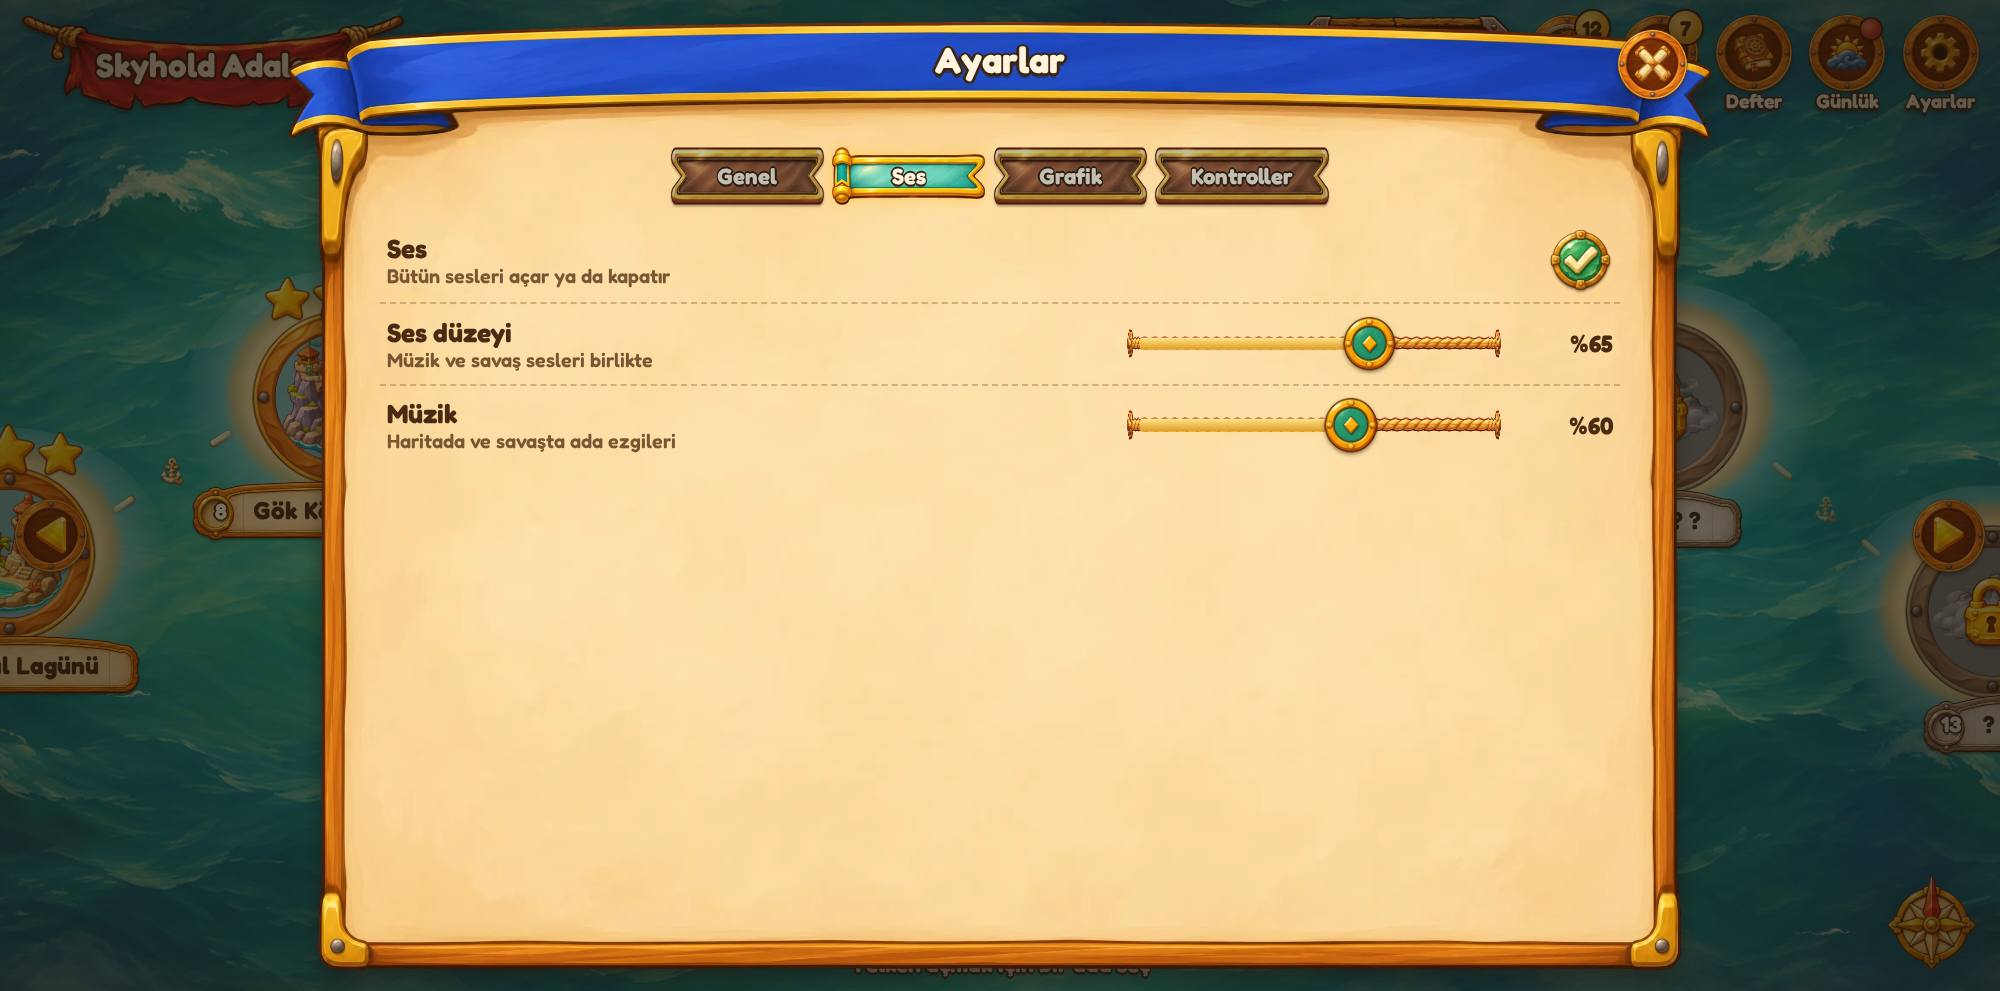 Skyhold
Ayarlar
12
7
Defter
Günlük
Ayarlar
Genel
Ses
Grafik
Kontroller
Ses
Bütün sesleri açar ya da kapatır
Ses düzeyi
Müzik ve savaş sesleri birlikte
%65
Müzik
Haritada ve savaşta ada ezgileri
%60
8 Gök
? ?
Lagünü
13 ?